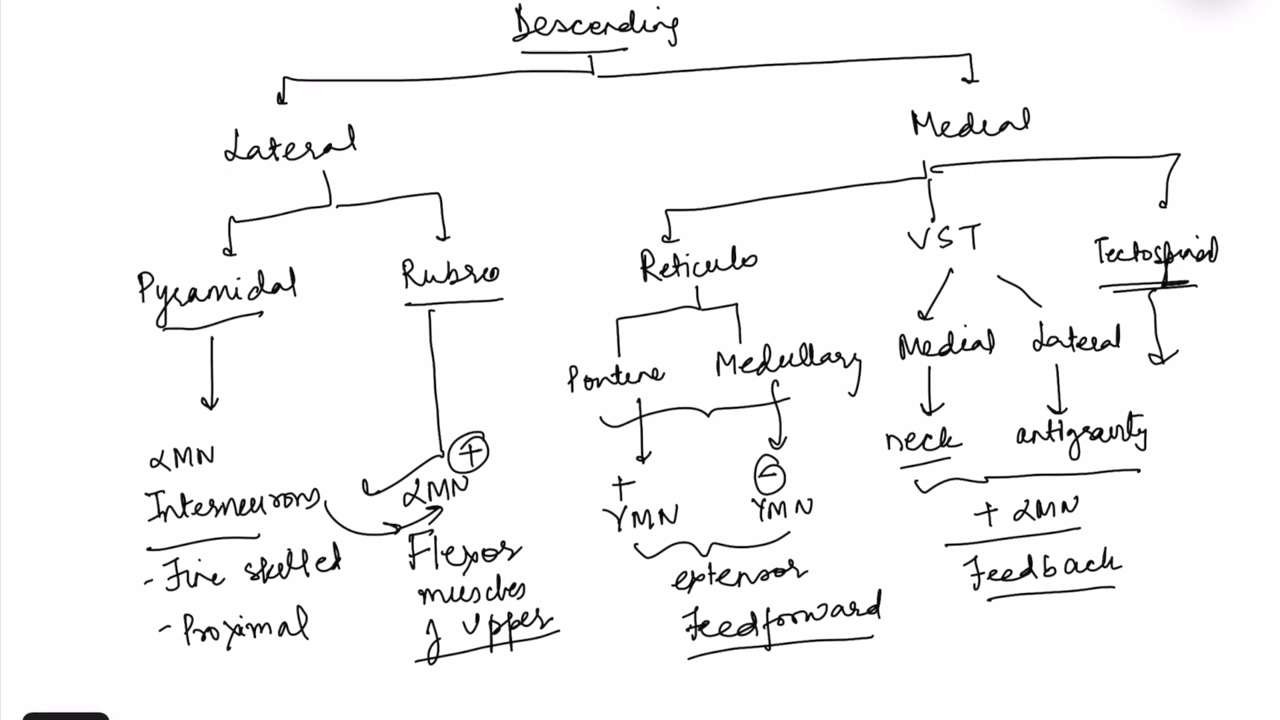 Descending
Lateral
Medial
Pyramidal
Rubro
Reticulo
VST
Tectospinal
Pontine
Medullary
Medial
Lateral
neck
antigravity
αMN
Interneurons
- Fine skilled
- Proximal
+
αMN
Flexor
muscles
of Upper
+
γMN
−
γMN
extensor
Feedforward
+ αMN
Feedback